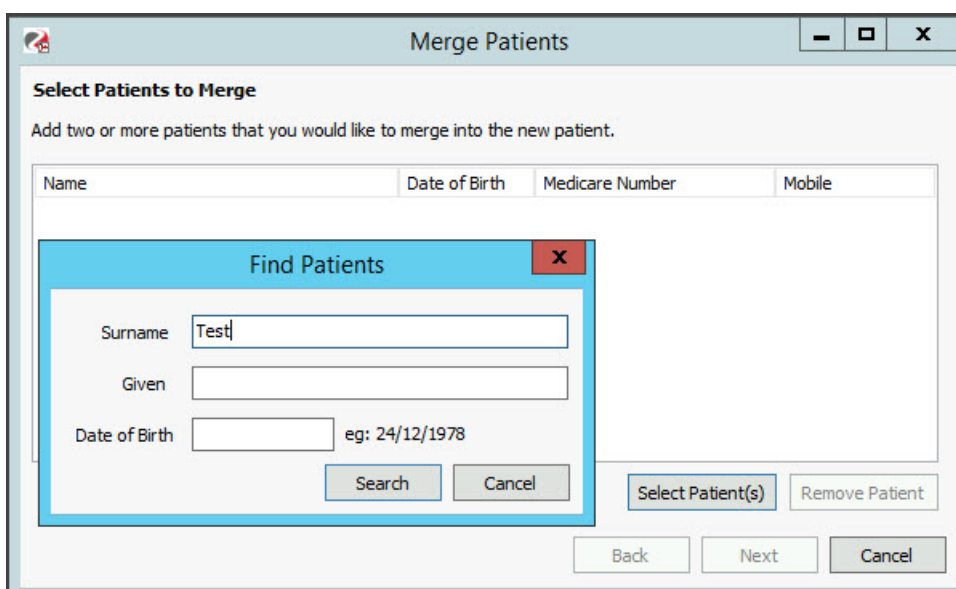 Merge Patients
Select Patients to Merge
Add two or more patients that you would like to merge into the new patient.
Name Date of Birth Medicare Number Mobile
Find Patients
Surname Test
Given
Date of Birth eg: 24/12/1978
Search Cancel
Select Patient(s) Remove Patient
Back Next Cancel